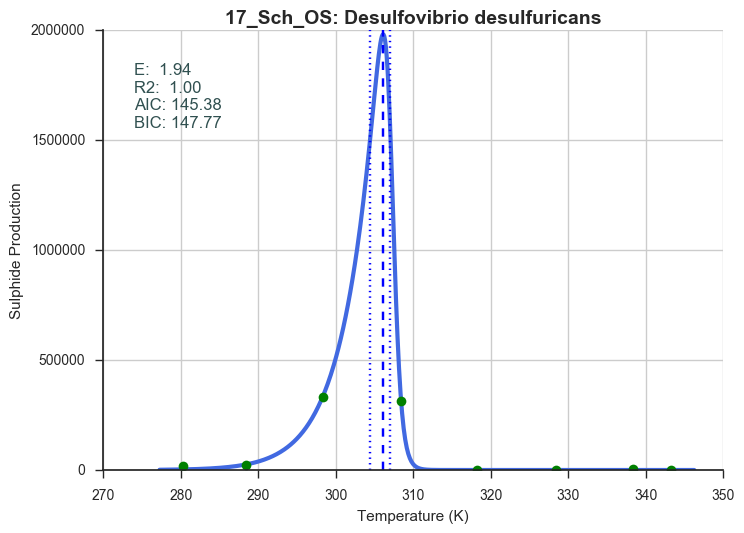 17_Sch_OS: Desulfovibrio desulfuricans
2000000
E: 1.94
R2: 1.00
AIC: 145.38
BIC: 147.77
1500000
1000000
500000
0
Sulphide Production
270 280 290 300 310 320 330 340 350
Temperature (K)